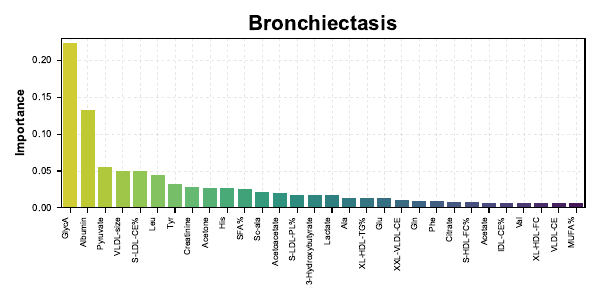 Bronchiectasis
Importance
0.20
0.15
0.10
0.05
0.00
GlycA
Albumin
Pyruvate
VLDL-size
S-LDL-CE%
Leu
Tyr
Creatinine
Acetone
His
SFA%
Sc-ala
Acetoacetate
S-LDL-PL%
3-Hydroxybutyrate
Lactate
Ala
XL-HDL-TG%
Glu
XXL-VLDL-CE
Gln
Phe
Citrate
S-HDL-FC%
Acetate
IDL-CE%
Val
XL-HDL-FC
VLDL-CE
MUFA%